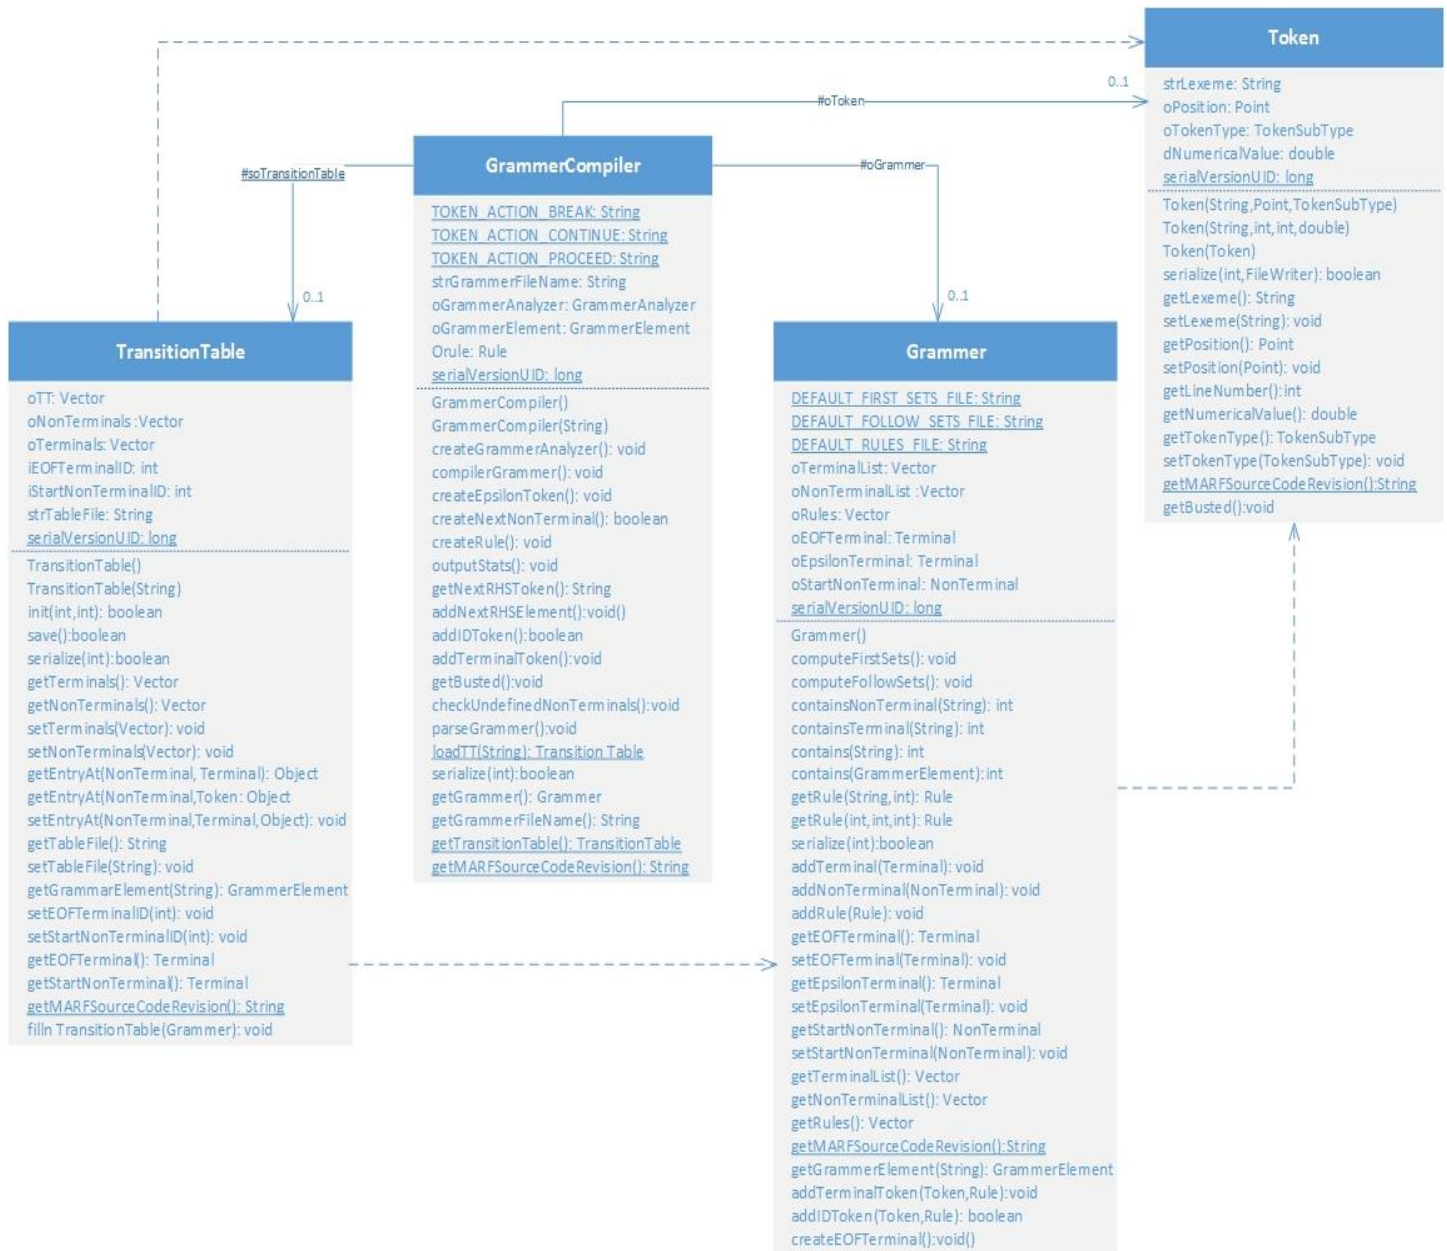 Token
strLexeme: String
oPosition: Point
oTokenType: TokenSubType
dNumericalValue: double
serialVersionUID: long
Token(String,Point,TokenSubType)
Token(String,int,int,double)
Token(Token)
serialize(int,FileWriter): boolean
getLexeme(): String
setLexeme(String): void
getPosition(): Point
setPosition(Point): void
getLineNumber():int
getNumericalValue(): double
getTokenType(): TokenSubType
setTokenType(TokenSubType): void
getMARFSourceCodeRevision():String
getBusted():void
0..1
#oToken
#soTransitionTable
0..1
#oGrammer
0..1
GrammerCompiler
TOKEN_ACTION_BREAK: String
TOKEN_ACTION_CONTINUE: String
TOKEN_ACTION_PROCEED: String
strGrammerFileName: String
oGrammerAnalyzer: GrammerAnalyzer
oGrammerElement: GrammerElement
Orule: Rule
serialVersionUID: long
GrammerCompiler()
GrammerCompiler(String)
createGrammerAnalyzer(): void
compilerGrammer(): void
createEpsilonToken(): void
createNextNonTerminal(): boolean
createRule(): void
outputStats(): void
getNextRHSToken(): String
addNextRHSElement():void()
addIDToken():boolean
addTerminalToken():void
getBusted():void
checkUndefinedNonTerminals():void
parseGrammer():void
loadTT(String): Transition Table
serialize(int):boolean
getGrammer(): Grammer
getGrammerFileName(): String
getTransitionTable(): TransitionTable
getMARFSourceCodeRevision(): String
TransitionTable
oTT: Vector
oNonTerminals :Vector
oTerminals: Vector
iEOFTerminalID: int
iStartNonTerminalID: int
strTableFile: String
serialVersionUID: long
TransitionTable()
TransitionTable(String)
init(int,int): boolean
save():boolean
serialize(int):boolean
getTerminals(): Vector
getNonTerminals(): Vector
setTerminals(Vector): void
setNonTerminals(Vector): void
getEntryAt(NonTerminal, Terminal): Object
getEntryAt(NonTerminal,Token: Object
setEntryAt(NonTerminal,Terminal,Object): void
getTableFile(): String
setTableFile(String): void
getGrammarElement(String): GrammerElement
setEOFTerminalID(int): void
setStartNonTerminalID(int): void
getEOFTerminal(): Terminal
getStartNonTerminal(): Terminal
getMARFSourceCodeRevision(): String
filln TransitionTable(Grammer): void
Grammer
DEFAULT_FIRST_SETS_FILE: String
DEFAULT_FOLLOW_SETS_FILE: String
DEFAULT_RULES_FILE: String
oTerminalList: Vector
oNonTerminalList :Vector
oRules: Vector
oEOFTerminal: Terminal
oEpsilonTerminal: Terminal
oStartNonTerminal: NonTerminal
serialVersionUID: long
Grammer()
computeFirstSets(): void
computeFollowSets(): void
containsNonTerminal(String): int
containsTerminal(String): int
contains(String): int
contains(GrammerElement):int
getRule(String,int): Rule
getRule(int,int,int): Rule
serialize(int):boolean
addTerminal(Terminal): void
addNonTerminal(NonTerminal): void
addRule(Rule): void
getEOFTerminal(): Terminal
setEOFTerminal(Terminal): void
getEpsilonTerminal(): Terminal
setEpsilonTerminal(Terminal): void
getStartNonTerminal(): NonTerminal
setStartNonTerminal(NonTerminal): void
getTerminalList(): Vector
getNonTerminalList(): Vector
getRules(): Vector
getMARFSourceCodeRevision():String
getGrammerElement(String): GrammerElement
addTerminalToken(Token,Rule):void
addIDToken(Token,Rule): boolean
createEOFTerminal():void()